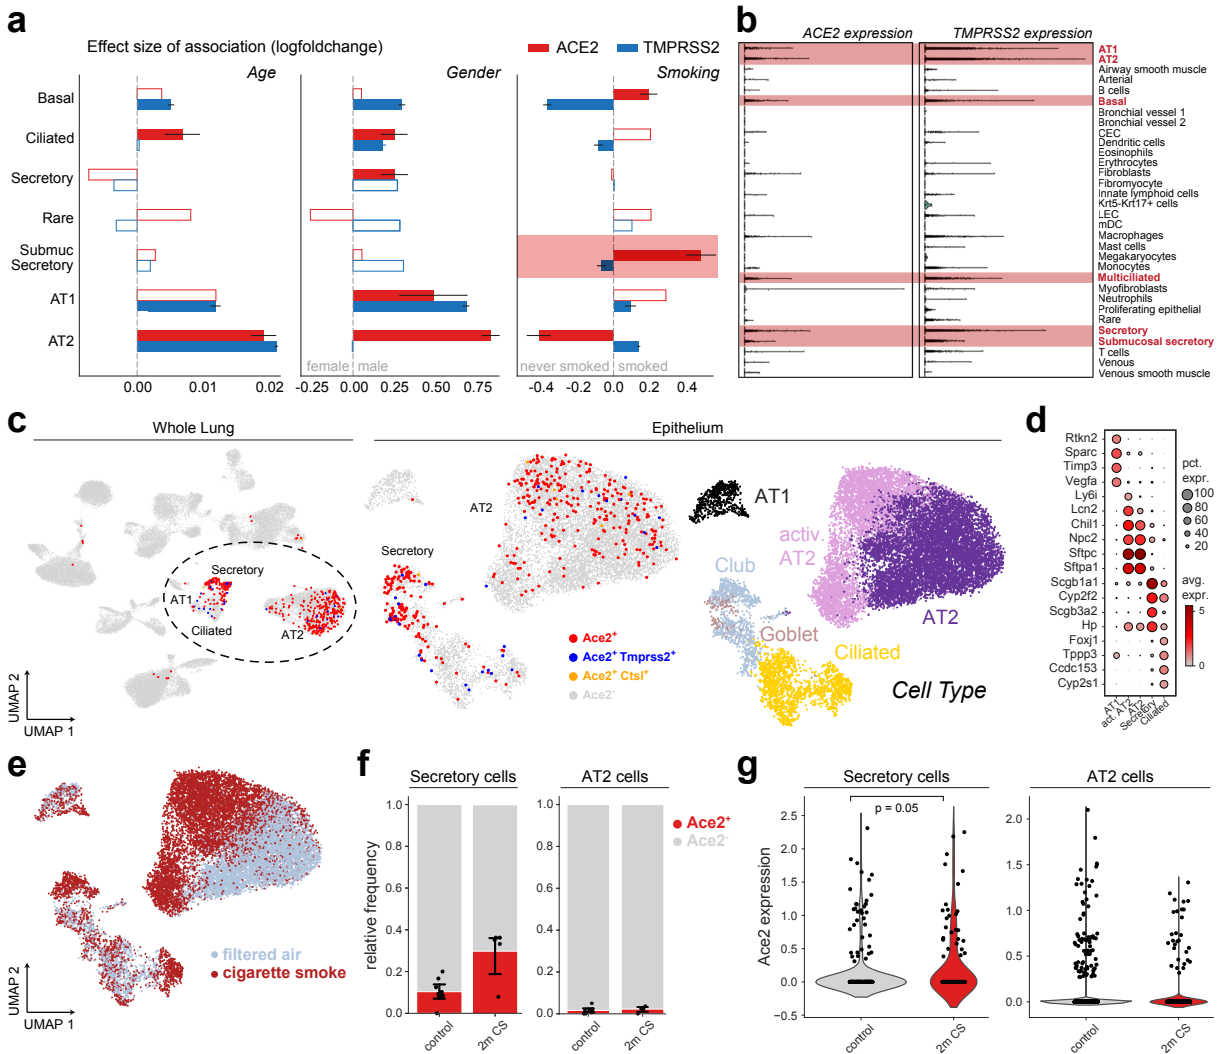 a
Effect size of association (logfoldchange)
ACE2
TMPRSS2
Age
Gender
Smoking
Basal
Ciliated
Secretory
Rare
Submuc
Secretory
AT1
AT2
female
male
never smoked
smoked
0.00
0.01
0.02
-0.25
0.00
0.25
0.50
0.75
-0.4
-0.2
0.0
0.2
0.4
b
ACE2 expression
TMPRSS2 expression
AT1
AT2
Airway smooth muscle
Arterial
B cells
Basal
Bronchial vessel 1
Bronchial vessel 2
CEC
Dendritic cells
Eosinophils
Erythrocytes
Fibroblasts
Fibromyocyte
Innate lymphoid cells
Krt5-Krt17+ cells
LEC
mDC
Macrophages
Mast cells
Megakaryocytes
Monocytes
Multiciliated
Myofibroblasts
Neutrophils
Proliferating epithelial
Rare
Secretory
Submucosal secretory
T cells
Venous
Venous smooth muscle
c
Whole Lung
Epithelium
Secretory
AT1
Ciliated
AT2
UMAP 2
UMAP 1
AT2
Secretory
Ace2+
Ace2+ Tmprss2+
Ace2+ Ctsl+
Ace2-
AT1
activ.
AT2
Club
AT2
Goblet
Ciliated
Cell Type
d
Rtkn2
Sparc
Timp3
Vegfa
Ly6i
Lcn2
Chil1
Npc2
Sftpc
Sftpa1
Scgb1a1
Cyp2f2
Scgb3a2
Hp
Foxj1
Tppp3
Ccdc153
Cyp2s1
AT1
act. AT2
AT2
Secretory
Ciliated
pct.
expr.
100
80
60
40
20
avg.
expr.
5
0
e
filtered air
cigarette smoke
UMAP 2
UMAP 1
f
Secretory cells
AT2 cells
relative frequency
1.0
0.8
0.6
0.4
0.2
0.0
control
2m CS
1.0
0.8
0.6
0.4
0.2
0.0
control
2m CS
Ace2+
Ace2-
g
Secretory cells
AT2 cells
Ace2 expression
p = 0.05
2.5
2.0
1.5
1.0
0.5
0.0
−0.5
control
2m CS
2.0
1.5
1.0
0.5
0.0
control
2m CS